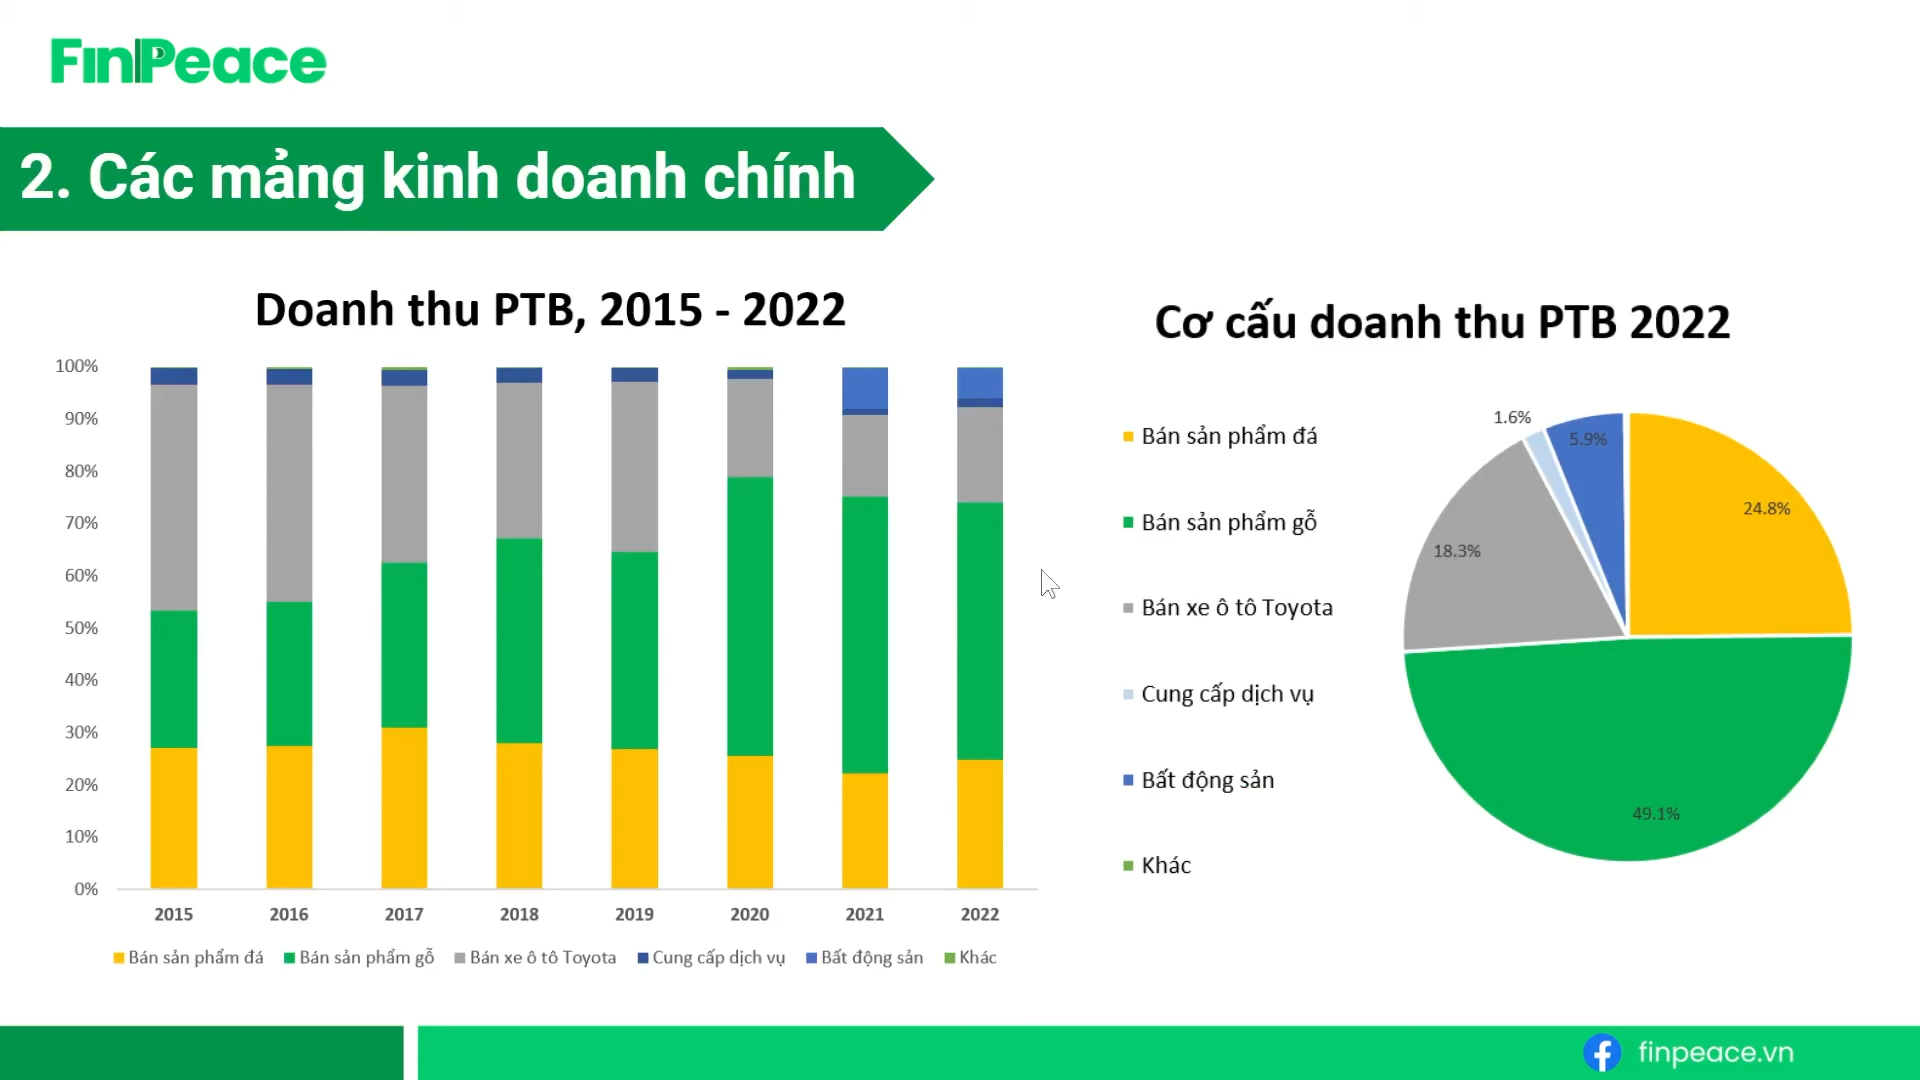 FinPeace
2. Các mảng kinh doanh chính
Doanh thu PTB, 2015 - 2022
100%
90%
80%
70%
60%
50%
40%
30%
20%
10%
0%
2015 2016 2017 2018 2019 2020 2021 2022
Bán sản phẩm đá Bán sản phẩm gỗ Bán xe ô tô Toyota Cung cấp dịch vụ Bất động sản Khác
Cơ cấu doanh thu PTB 2022
Bán sản phẩm đá
Bán sản phẩm gỗ
Bán xe ô tô Toyota
Cung cấp dịch vụ
Bất động sản
Khác
1.6%
5.9%
24.8%
18.3%
49.1%
finpeace.vn